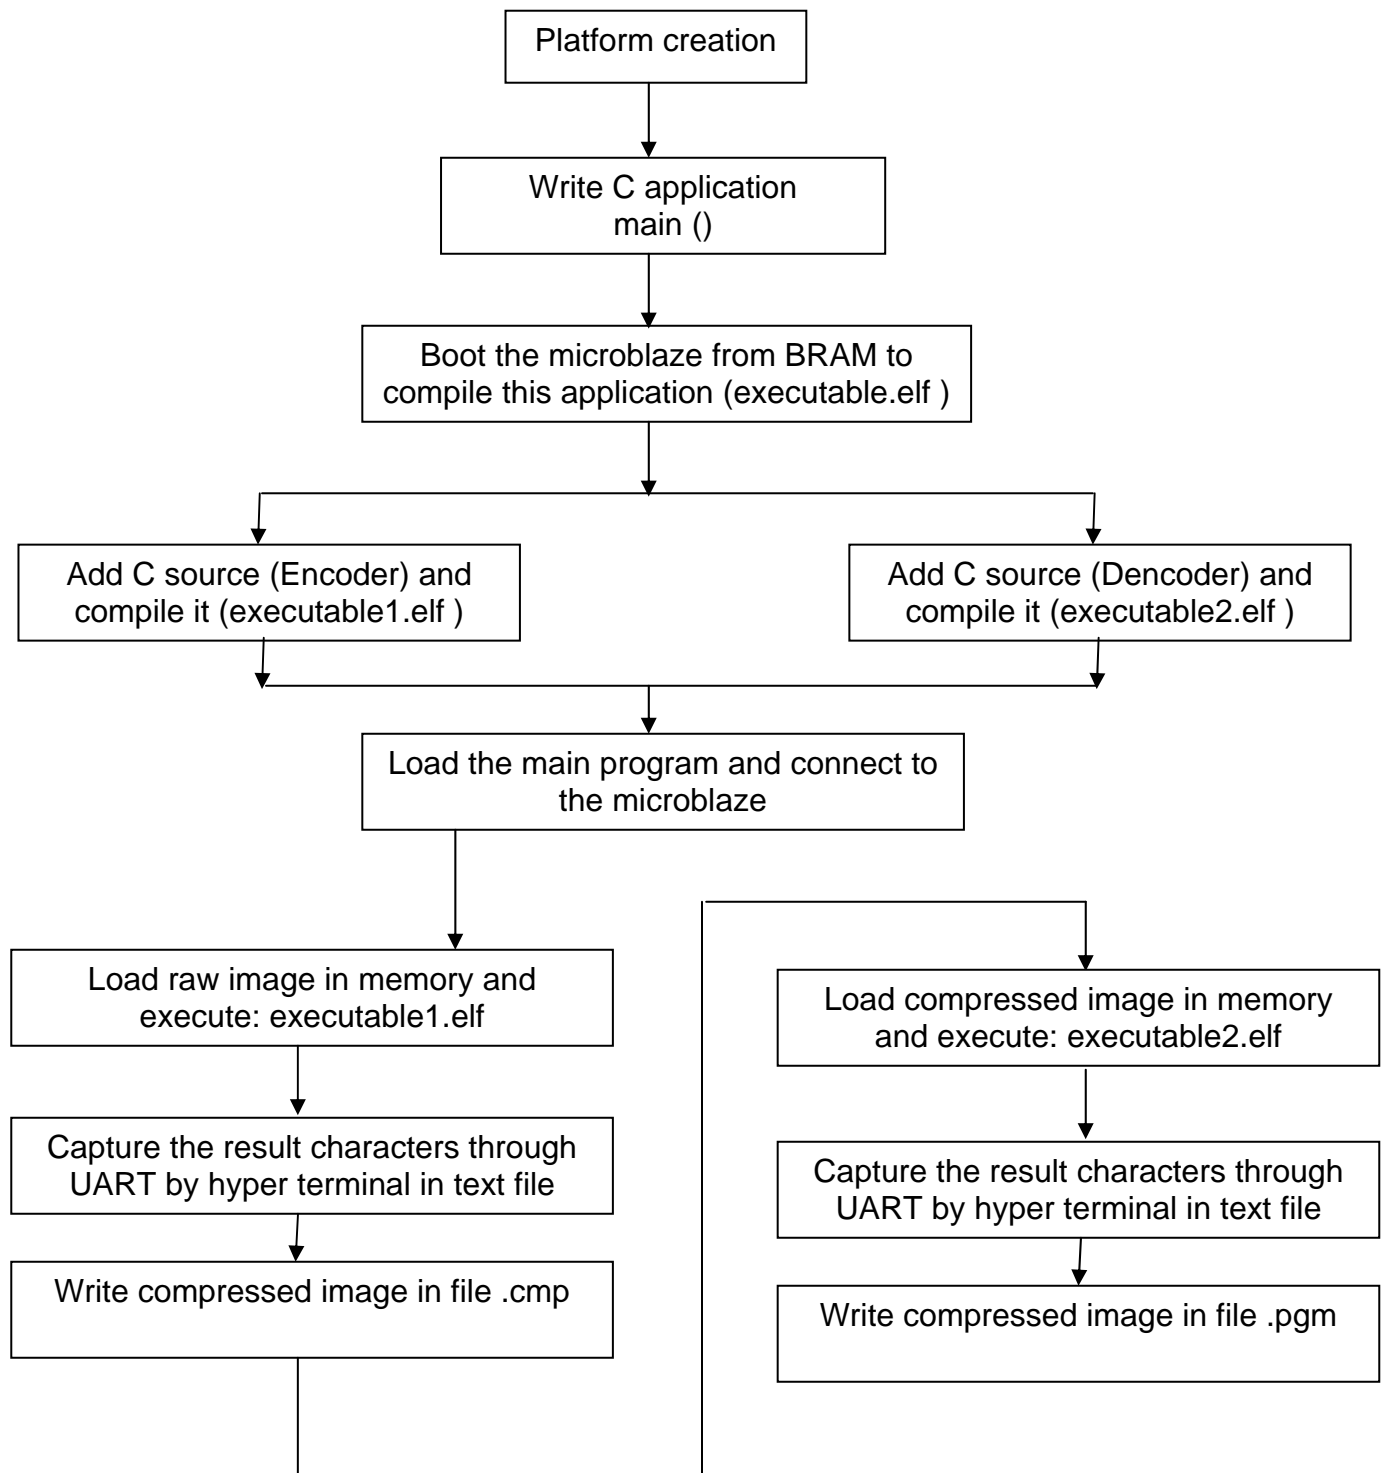 Platform creation
Write C application
main ()
Boot the microblaze from BRAM to
compile this application (executable.elf )
Add C source (Encoder) and
compile it (executable1.elf )
Add C source (Dencoder) and
compile it (executable2.elf )
Load the main program and connect to
the microblaze
Load raw image in memory and
execute: executable1.elf
Capture the result characters through
UART by hyper terminal in text file
Write compressed image in file .cmp
Load compressed image in memory
and execute: executable2.elf
Capture the result characters through
UART by hyper terminal in text file
Write compressed image in file .pgm